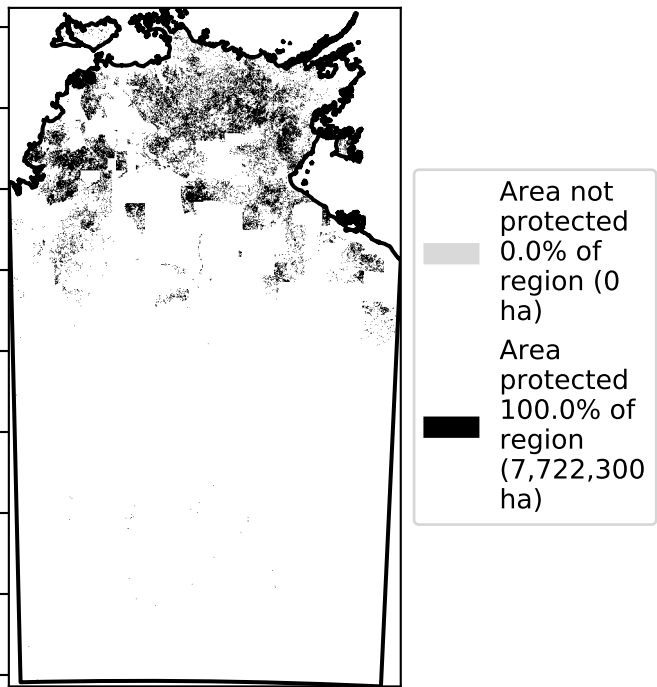 Area not
protected
0.0% of
region (0
ha)
Area
protected
100.0% of
region
(7,722,300
ha)